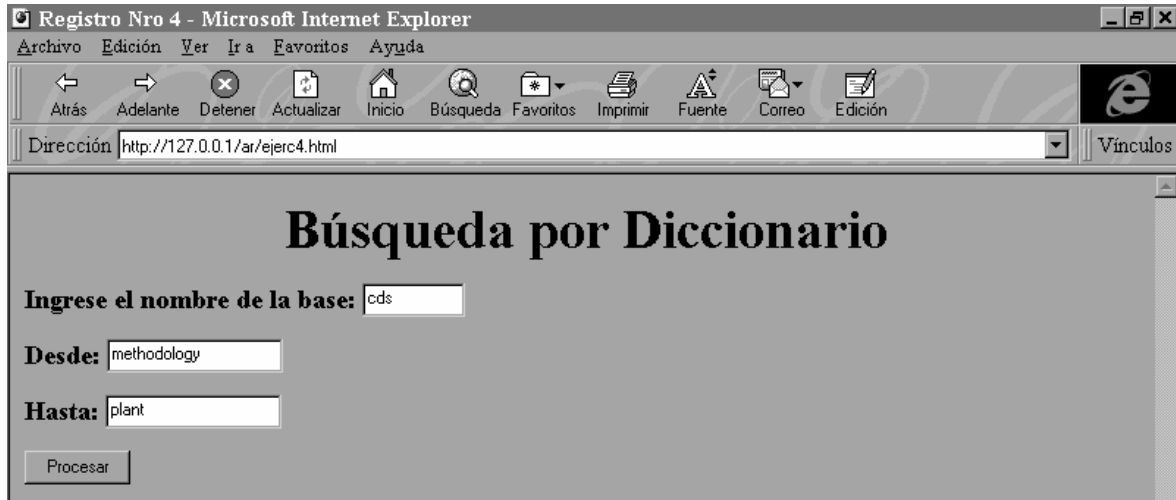 Registro Nro 4 - Microsoft Internet Explorer
Archivo Edición Ver Ir a Favoritos Ayuda
Atrás Adelante Detener Actualizar Inicio Búsqueda Favoritos Imprimir Fuente Correo Edición
Dirección http://127.0.0.1/ar/ejerc4.html Vínculos
Búsqueda por Diccionario
Ingrese el nombre de la base: cds
Desde: methodology
Hasta: plant
Procesar